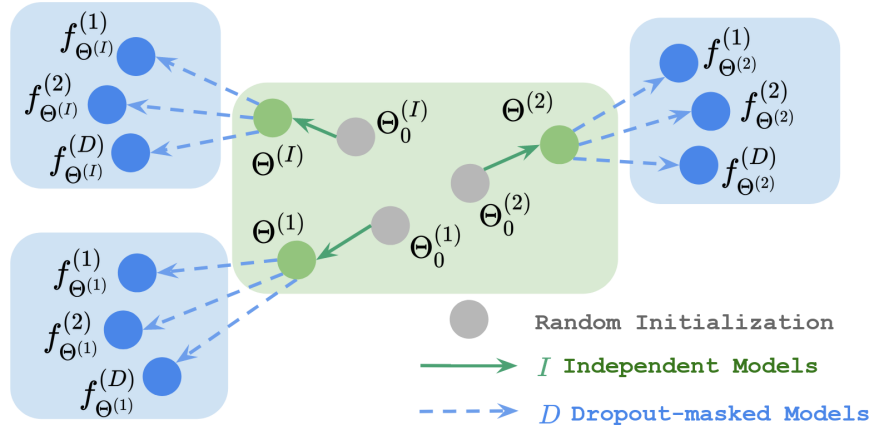 f_{Θ^{(I)}}^{(1)}
f_{Θ^{(I)}}^{(2)}
f_{Θ^{(I)}}^{(D)}
Θ^{(I)}
Θ_0^{(I)}
Θ^{(2)}
Θ_0^{(2)}
f_{Θ^{(2)}}^{(1)}
f_{Θ^{(2)}}^{(2)}
f_{Θ^{(2)}}^{(D)}
Θ^{(1)}
Θ_0^{(1)}
f_{Θ^{(1)}}^{(1)}
f_{Θ^{(1)}}^{(2)}
f_{Θ^{(1)}}^{(D)}
Random Initialization
I Independent Models
D Dropout-masked Models